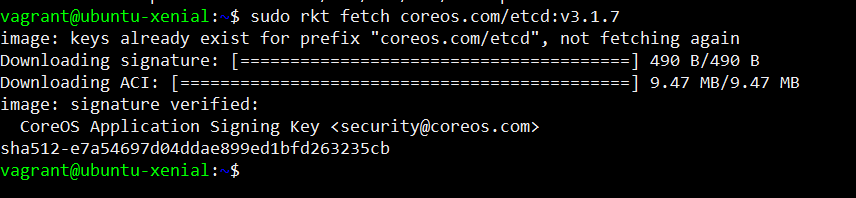 vagrant@ubuntu-xenial:~$ sudo rkt fetch coreos.com/etcd:v3.1.7
image: keys already exist for prefix "coreos.com/etcd", not fetching again
Downloading signature: [=======================================] 490 B/490 B
Downloading ACI: [=============================================] 9.47 MB/9.47 MB
image: signature verified:
  CoreOS Application Signing Key <security@coreos.com>
sha512-e7a54697d04ddae899ed1bfd263235cb
vagrant@ubuntu-xenial:~$